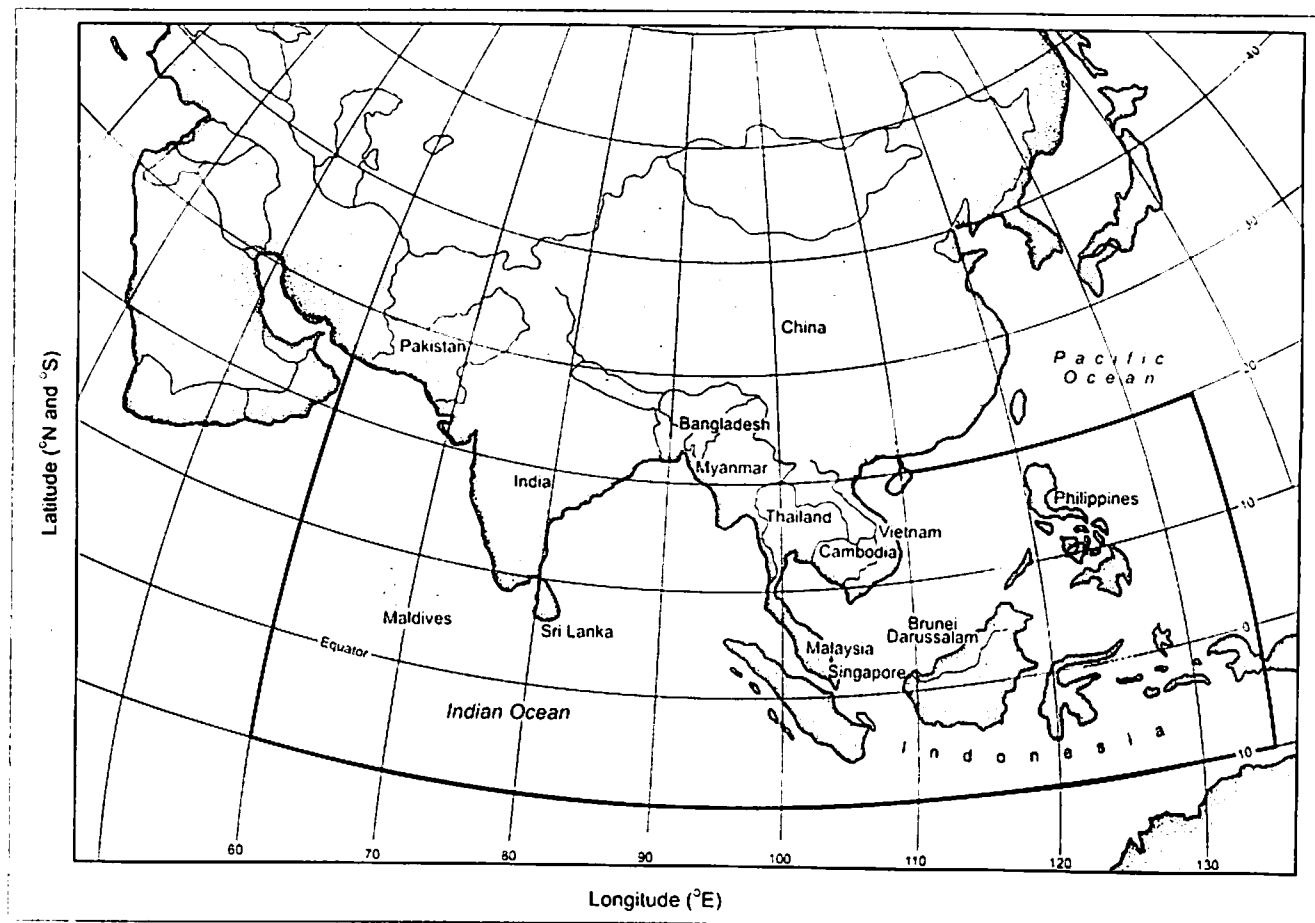 Latitude (°N and °S)
40
30
20
10
0
10
China
Pakistan
Pacific
Ocean
Bangladesh
Myanmar
India
Philippines
Thailand
Vietnam
Cambodia
Maldives
Sri Lanka
Brunei
Darussalam
Malaysia
Singapore
Equator
Indian Ocean
Indonesia
60
70
80
90
100
110
120
130
Longitude (°E)